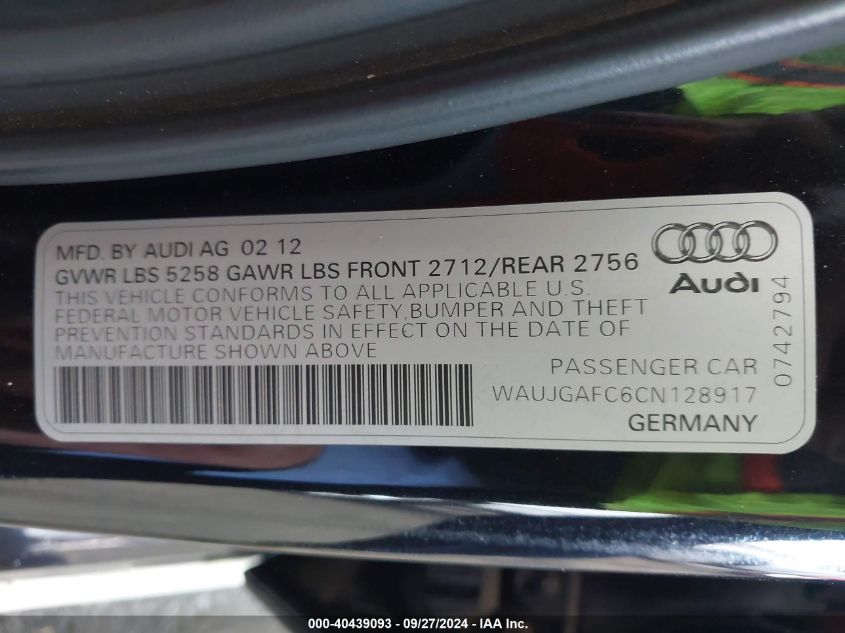 MFD. BY AUDI AG 02 12
GVWR LBS 5258 GAWR LBS FRONT 2712/REAR 2756
THIS VEHICLE CONFORMS TO ALL APPLICABLE U.S.
FEDERAL MOTOR VEHICLE SAFETY,BUMPER AND THEFT
PREVENTION STANDARDS IN EFFECT ON THE DATE OF
MANUFACTURE SHOWN ABOVE
Audi
0742794
PASSENGER CAR
WAUJGAFC6CN128917
GERMANY
000-40439093 - 09/27/2024 - IAA Inc.